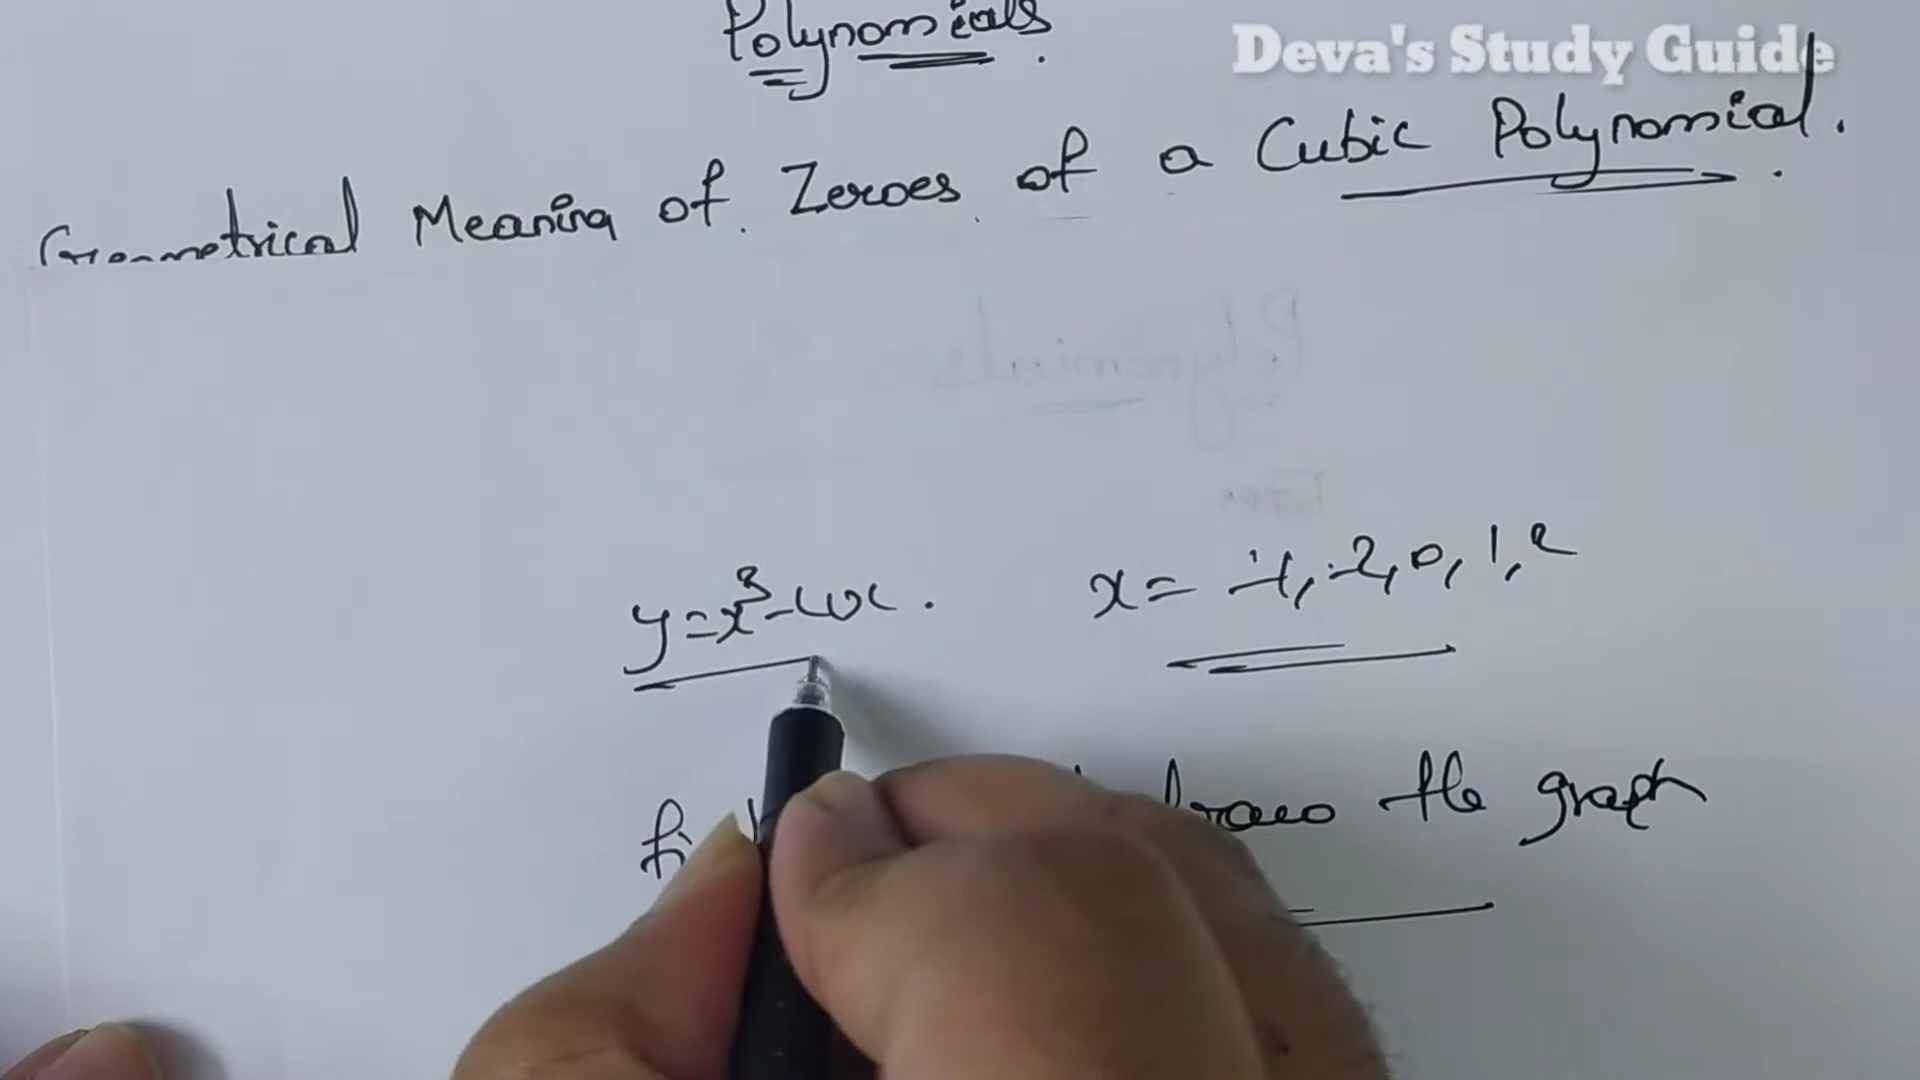 Polynomials.
Deva's Study Guide
Geometrical Meaning of Zeroes of a Cubic Polynomial.
y=x³-4x. x= -1, -2, 0, 1, 2
the graph